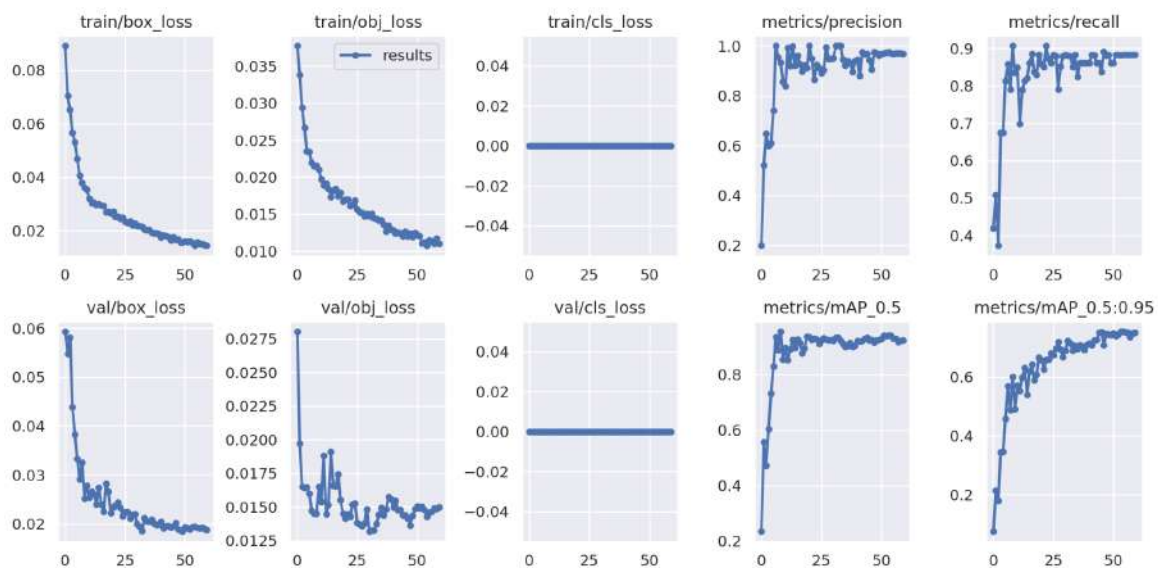 train/box_loss
train/obj_loss
train/cls_loss
metrics/precision
metrics/recall
0.08
0.06
0.04
0.02
0 25 50
0.035
0.030
0.025
0.020
0.015
0.010
0 25 50
results
0.04
0.02
0.00
−0.02
−0.04
0 25 50
1.0
0.8
0.6
0.4
0.2
0 25 50
0.9
0.8
0.7
0.6
0.5
0.4
0 25 50
val/box_loss
val/obj_loss
val/cls_loss
metrics/mAP_0.5
metrics/mAP_0.5:0.95
0.06
0.05
0.04
0.03
0.02
0 25 50
0.0275
0.0250
0.0225
0.0200
0.0175
0.0150
0.0125
0 25 50
0.04
0.02
0.00
−0.02
−0.04
0 25 50
0.8
0.6
0.4
0.2
0 25 50
0.6
0.4
0.2
0 25 50